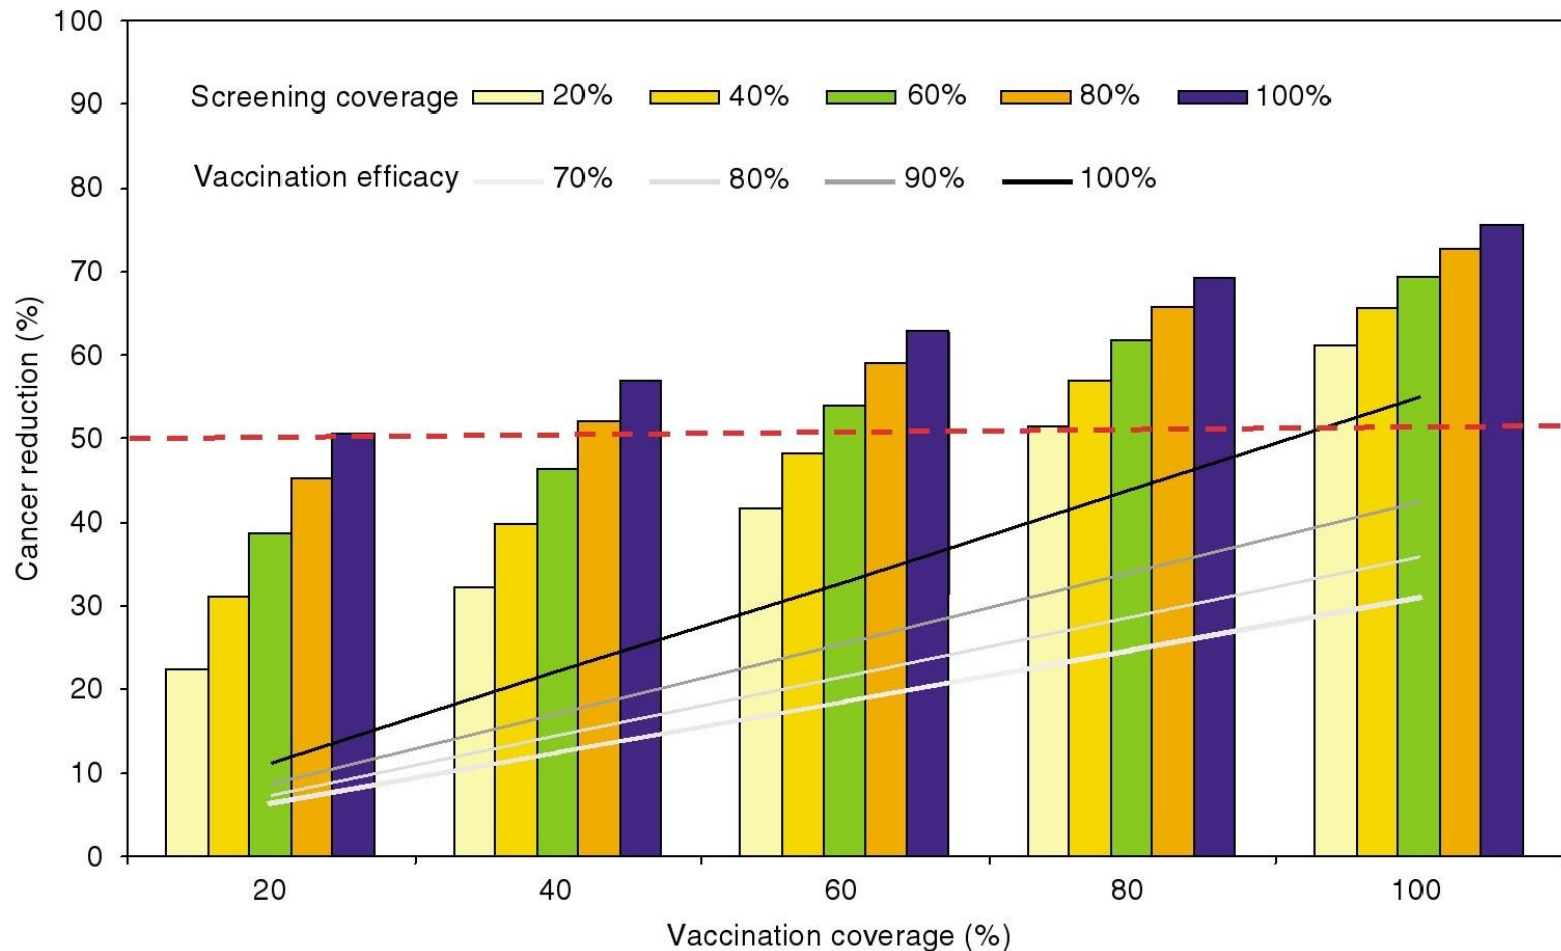 100
90
80
70
60
50
40
30
20
10
0
Cancer reduction (%)
Screening coverage 20% 40% 60% 80% 100%
Vaccination efficacy 70% 80% 90% 100%
20 40 60 80 100
Vaccination coverage (%)